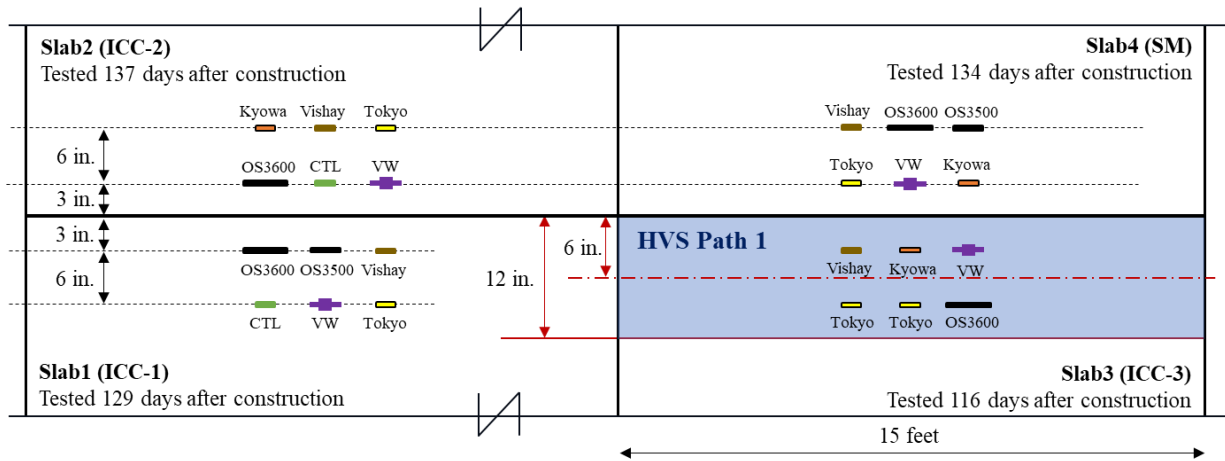 Slab2 (ICC-2)
Tested 137 days after construction
Slab4 (SM)
Tested 134 days after construction
Kyowa Vishay Tokyo
Vishay OS3600 OS3500
6 in.
OS3600 CTL VW
Tokyo VW Kyowa
3 in.
3 in.
6 in.
HVS Path 1
OS3600 OS3500 Vishay
Vishay Kyowa VW
6 in.
12 in.
CTL VW Tokyo
Tokyo Tokyo OS3600
Slab1 (ICC-1)
Tested 129 days after construction
Slab3 (ICC-3)
Tested 116 days after construction
15 feet